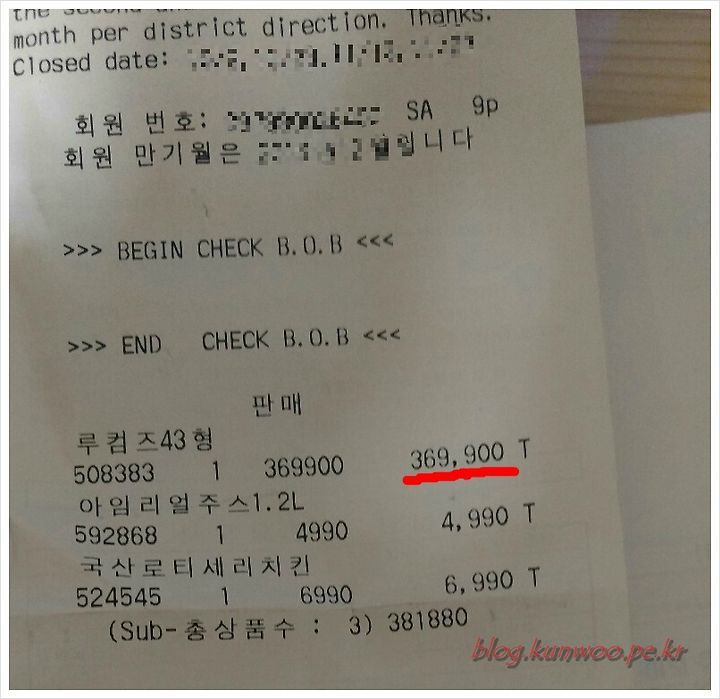 the second
month per district direction. Thanks.
Closed date:
회원 번호: SA 9p
회원 만기월은 입니다
>>> BEGIN CHECK B.O.B <<<
>>> END CHECK B.O.B <<<
판매
루컴즈43형
508383 1 369900 369,900 T
아임리얼주스1.2L
592868 1 4990 4,990 T
국산로티세리치킨
524545 1 6990 6,990 T
(Sub-총상품수 : 3) 381880
blog.kunwoo.pe.kr